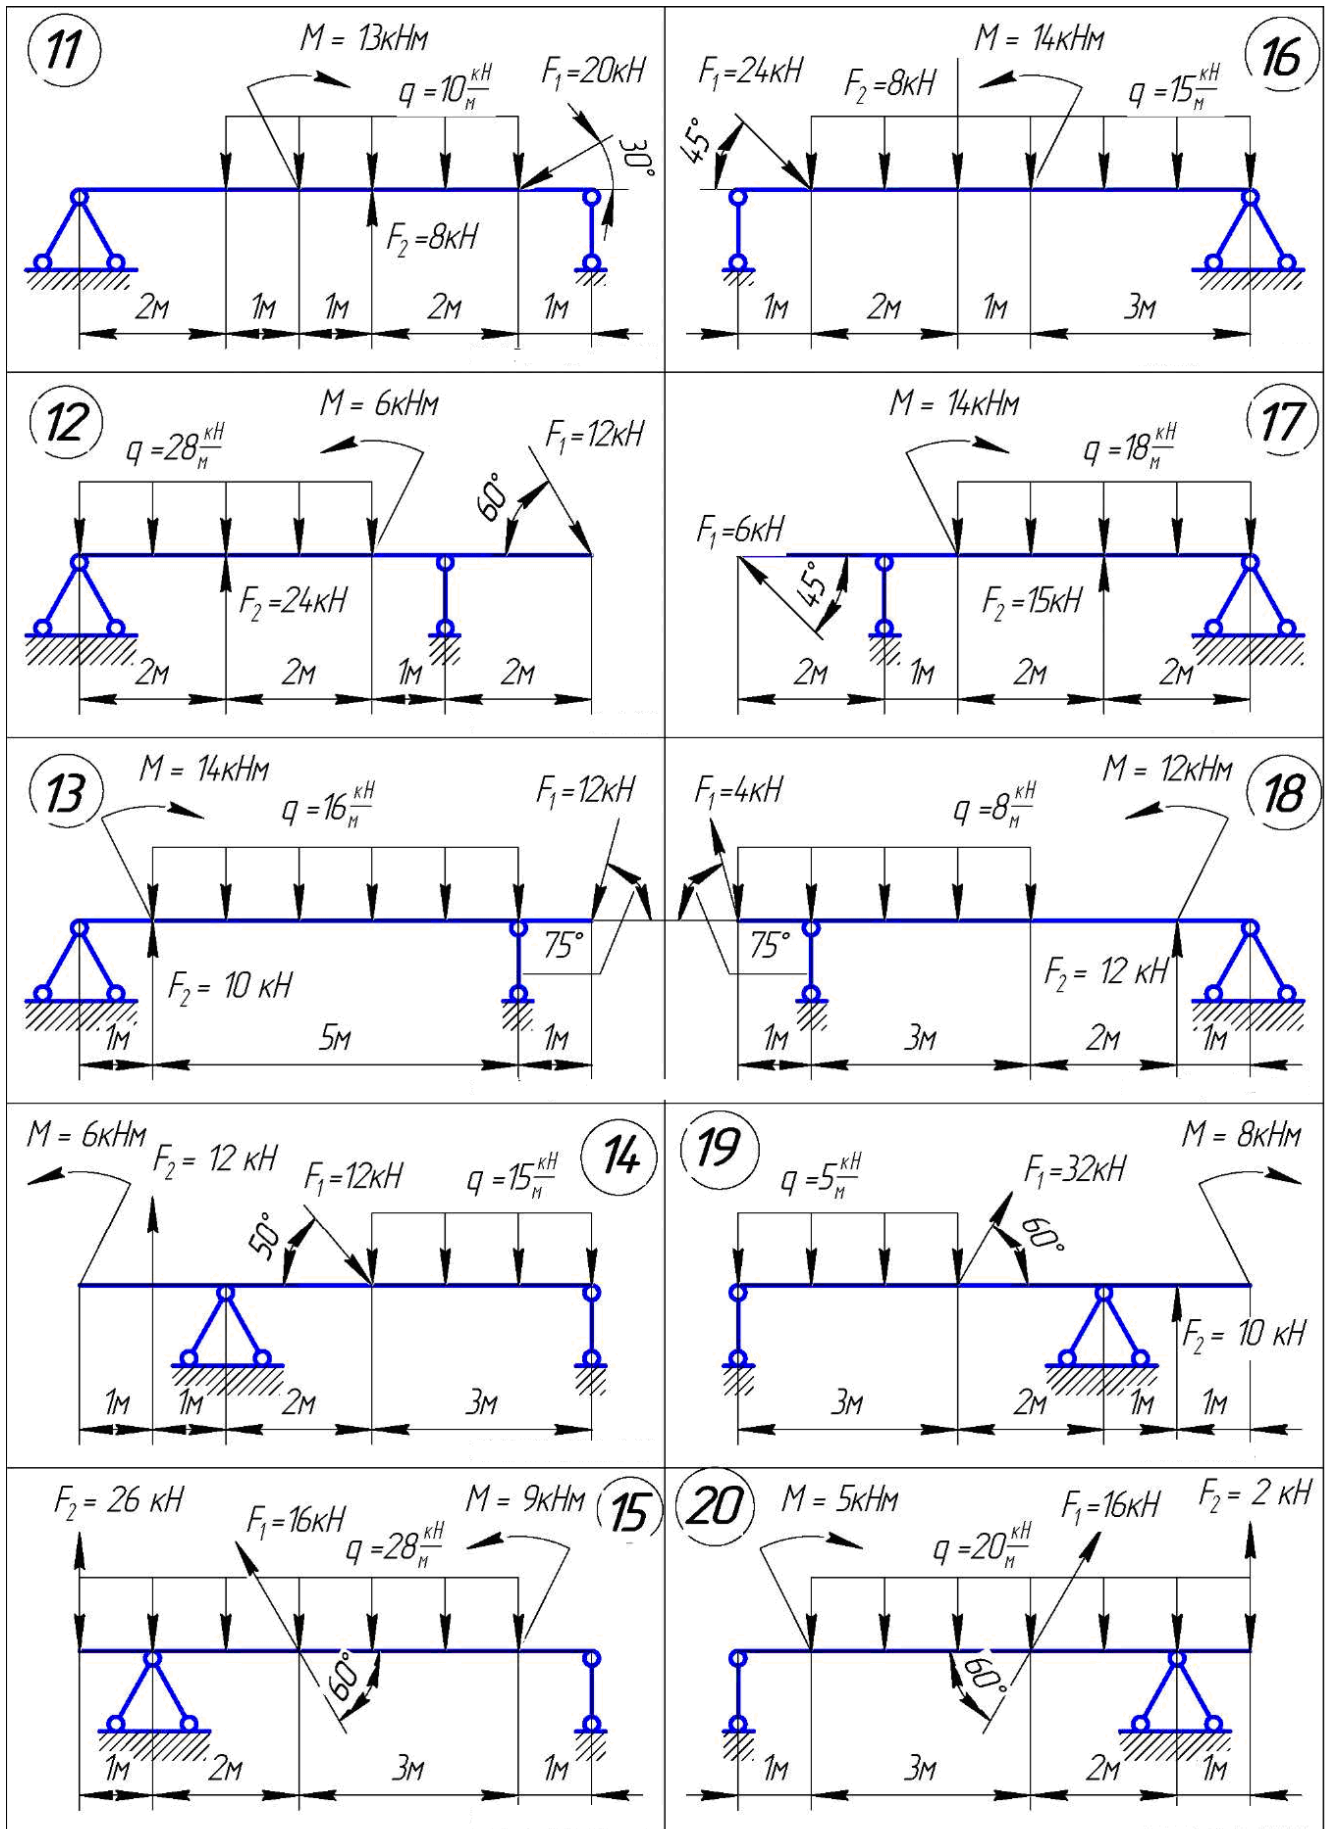 11
M = 13кНм
q = 10 кН/м
F₁=20кН
30°
F₂=8кН
2м 1м 1м 2м 1м
16
M = 14кНм
F₁=24кН
F₂=8кН
q =15 кН/м
45°
1м 2м 1м 3м
12
M = 6кНм
q =28 кН/м
F₁=12кН
60°
F₂=24кН
2м 2м 1м 2м
17
M = 14кНм
q =18 кН/м
F₁=6кН
45°
F₂=15кН
2м 1м 2м 2м
13
M = 14кНм
q =16 кН/м
F₁=12кН
75°
F₂= 10 кН
1м 5м 1м
18
M = 12кНм
F₁=4кН
q =8 кН/м
75°
F₂= 12 кН
1м 3м 2м 1м
14
M = 6кНм
F₂= 12 кН
F₁=12кН
q =15 кН/м
50°
1м 1м 2м 3м
19
M = 8кНм
q =5 кН/м
F₁=32кН
60°
F₂= 10 кН
3м 2м 1м 1м
15
F₂= 26 кН
F₁=16кН
M = 9кНм
q =28 кН/м
60°
1м 2м 3м 1м
20
M = 5кНм
F₁=16кН
F₂= 2 кН
q =20 кН/м
60°
1м 3м 2м 1м